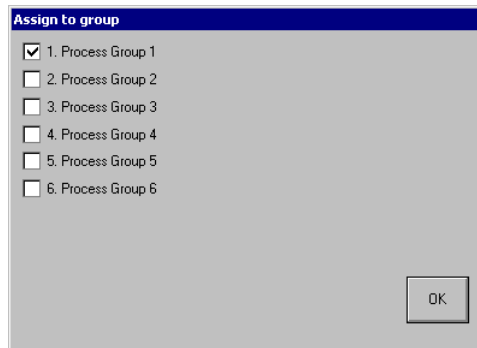 Assign to group
1. Process Group 1
2. Process Group 2
3. Process Group 3
4. Process Group 4
5. Process Group 5
6. Process Group 6
OK